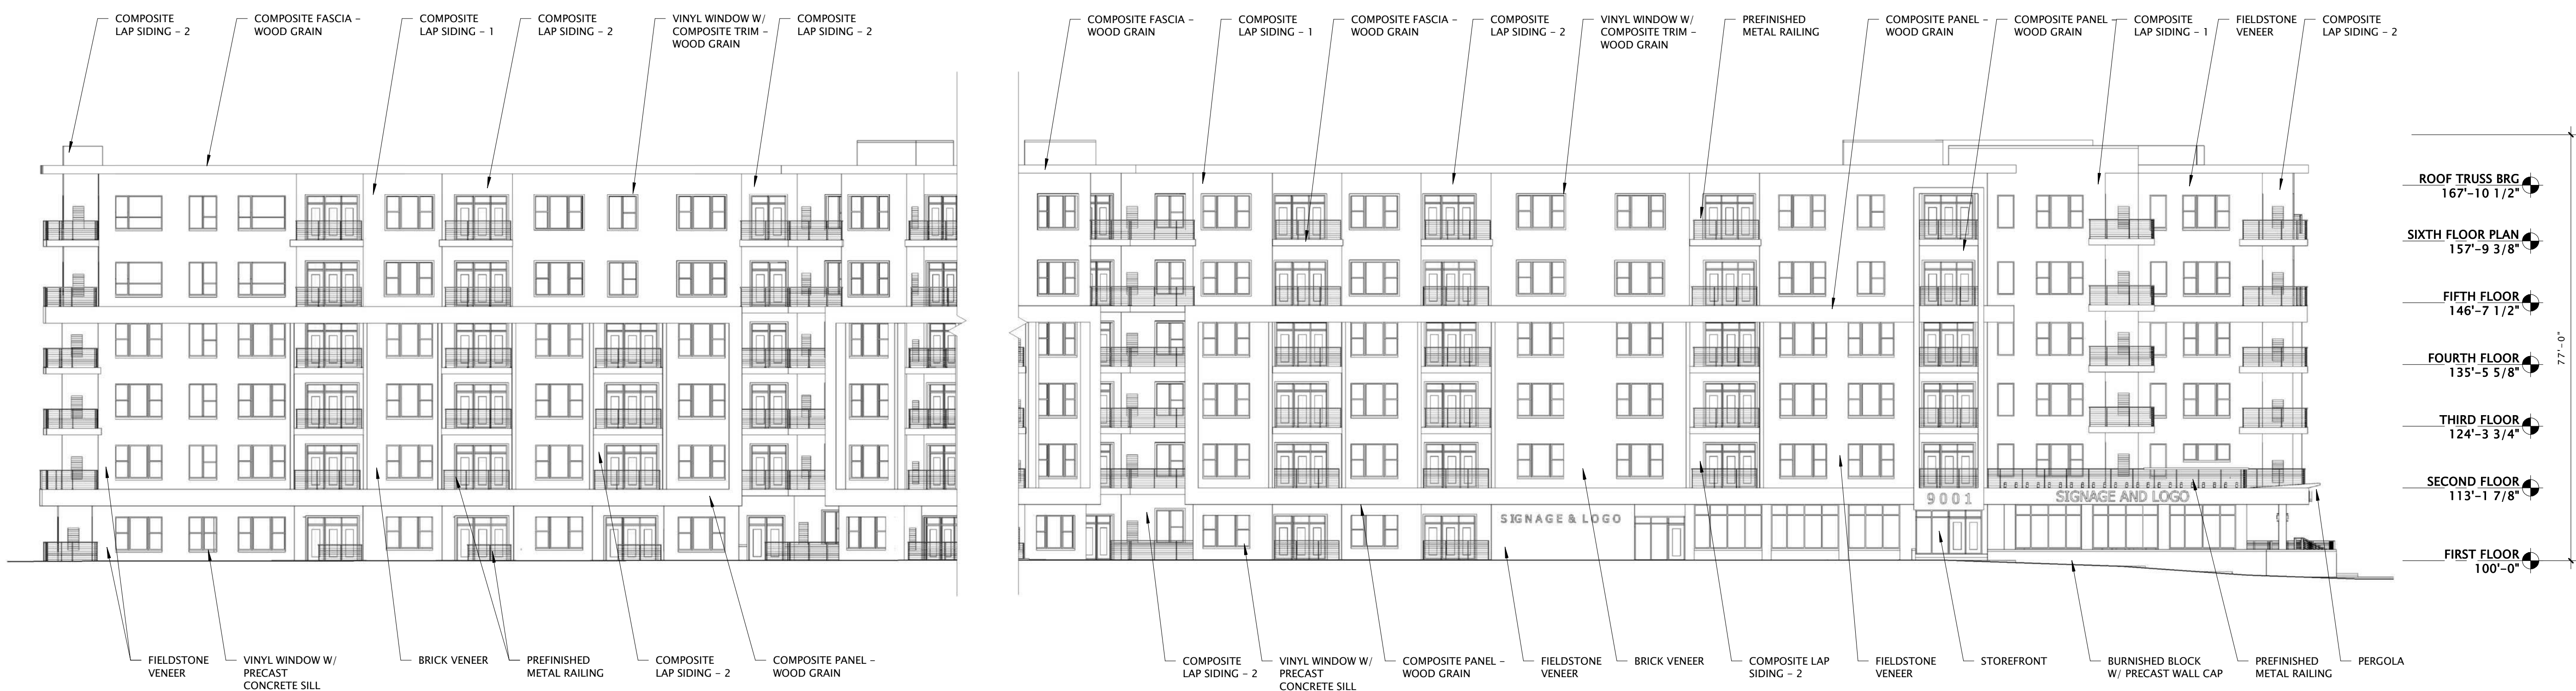 COMPOSITE
LAP SIDING - 2
COMPOSITE FASCIA -
WOOD GRAIN
COMPOSITE
LAP SIDING - 1
COMPOSITE
LAP SIDING - 2
VINYL WINDOW W/
COMPOSITE TRIM -
WOOD GRAIN
COMPOSITE
LAP SIDING - 2
COMPOSITE FASCIA -
WOOD GRAIN
COMPOSITE
LAP SIDING - 1
COMPOSITE FASCIA -
WOOD GRAIN
COMPOSITE
LAP SIDING - 2
VINYL WINDOW W/
COMPOSITE TRIM -
WOOD GRAIN
PREFINISHED
METAL RAILING
COMPOSITE PANEL -
WOOD GRAIN
COMPOSITE PANEL -
WOOD GRAIN
COMPOSITE
LAP SIDING - 1
FIELDSTONE
VENEER
COMPOSITE
LAP SIDING - 2
ROOF TRUSS BRG
167'-10 1/2"
SIXTH FLOOR PLAN
157'-9 3/8"
FIFTH FLOOR
146'-7 1/2"
FOURTH FLOOR
135'-5 5/8"
THIRD FLOOR
124'-3 3/4"
SECOND FLOOR
113'-1 7/8"
FIRST FLOOR
100'-0"
77'-0"
9001
SIGNAGE AND LOGO
SIGNAGE & LOGO
FIELDSTONE
VENEER
VINYL WINDOW W/
PRECAST
CONCRETE SILL
BRICK VENEER
PREFINISHED
METAL RAILING
COMPOSITE
LAP SIDING - 2
COMPOSITE PANEL -
WOOD GRAIN
COMPOSITE
LAP SIDING - 2
VINYL WINDOW W/
PRECAST
CONCRETE SILL
COMPOSITE PANEL -
WOOD GRAIN
FIELDSTONE
VENEER
BRICK VENEER
COMPOSITE LAP
SIDING - 2
FIELDSTONE
VENEER
STOREFRONT
BURNISHED BLOCK
W/ PRECAST WALL CAP
PREFINISHED
METAL RAILING
PERGOLA